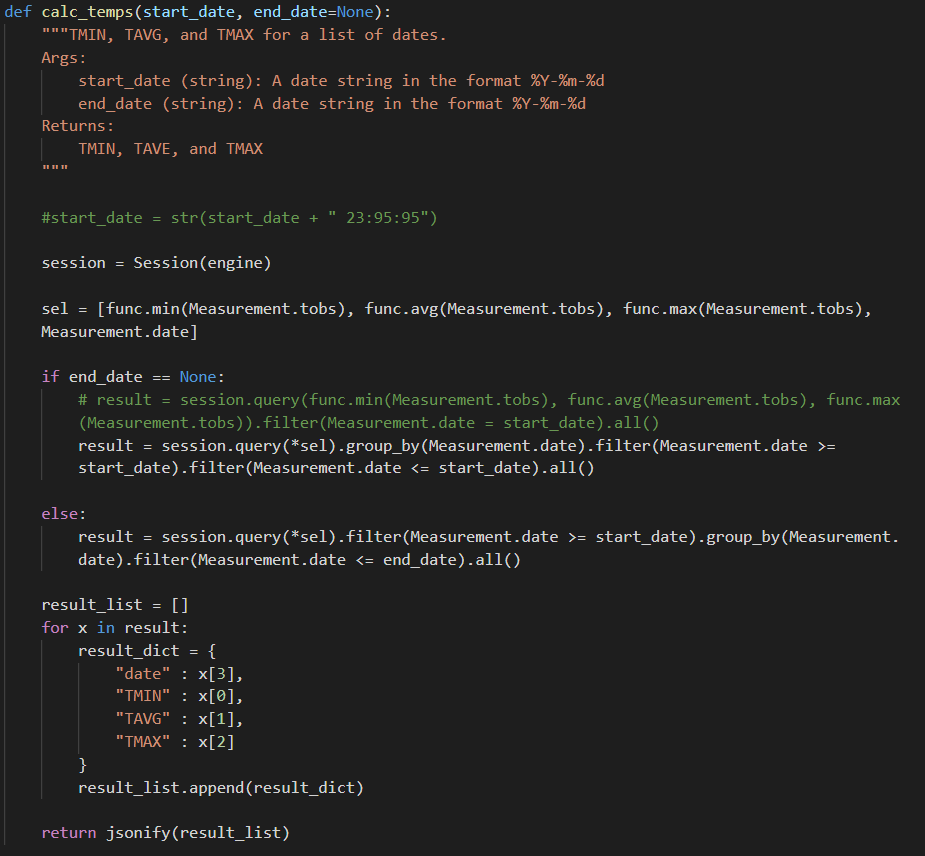 def calc_temps(start_date, end_date=None):
    """TMIN, TAVG, and TMAX for a list of dates.
    Args:
        start_date (string): A date string in the format %Y-%m-%d
        end_date (string): A date string in the format %Y-%m-%d
    Returns:
        TMIN, TAVE, and TMAX
    """
    #start_date = str(start_date + " 23:95:95")
    session = Session(engine)
    sel = [func.min(Measurement.tobs), func.avg(Measurement.tobs), func.max(Measurement.tobs),
    Measurement.date]
    if end_date == None:
        # result = session.query(func.min(Measurement.tobs), func.avg(Measurement.tobs), func.max
        (Measurement.tobs)).filter(Measurement.date = start_date).all()
        result = session.query(*sel).group_by(Measurement.date).filter(Measurement.date >=
        start_date).filter(Measurement.date <= start_date).all()
    else:
        result = session.query(*sel).filter(Measurement.date >= start_date).group_by(Measurement.
        date).filter(Measurement.date <= end_date).all()
    result_list = []
    for x in result:
        result_dict = {
            "date" : x[3],
            "TMIN" : x[0],
            "TAVG" : x[1],
            "TMAX" : x[2]
        }
        result_list.append(result_dict)
    return jsonify(result_list)